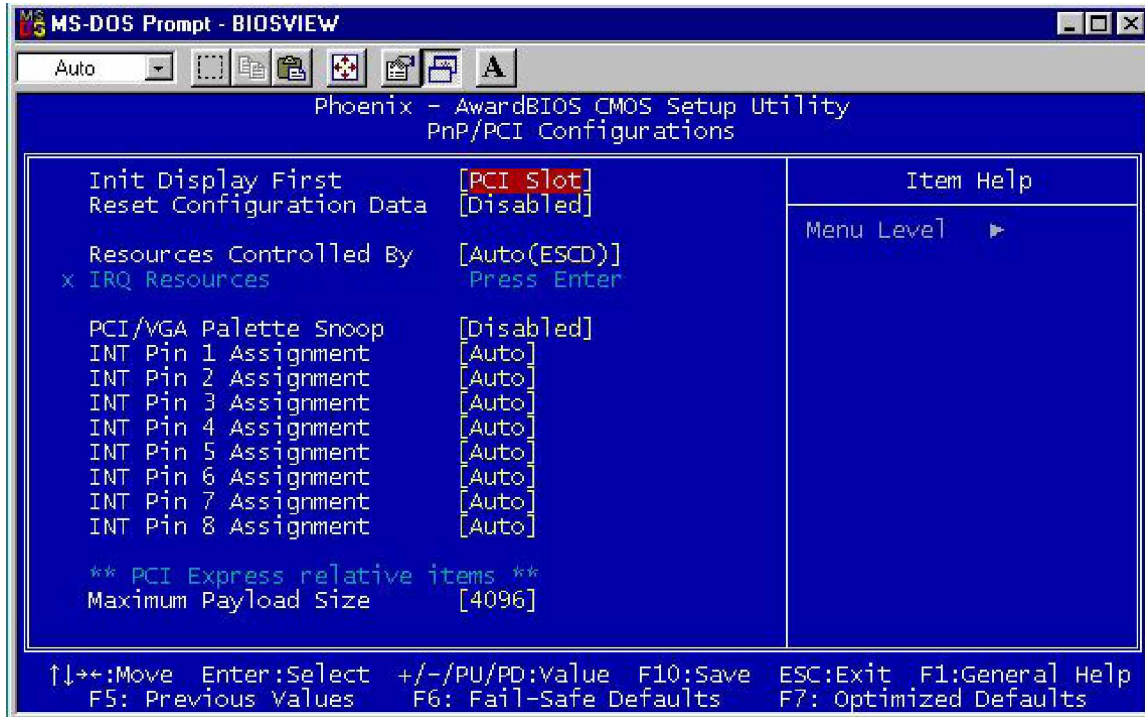 MS-DOS Prompt - BIOSVIEW
Auto
A
Phoenix - AwardBIOS CMOS Setup Utility
PnP/PCI Configurations
Init Display First [PCI Slot]
Reset Configuration Data [Disabled]
Resources Controlled By [Auto(ESCD)]
x IRQ Resources Press Enter
PCI/VGA Palette Snoop [Disabled]
INT Pin 1 Assignment [Auto]
INT Pin 2 Assignment [Auto]
INT Pin 3 Assignment [Auto]
INT Pin 4 Assignment [Auto]
INT Pin 5 Assignment [Auto]
INT Pin 6 Assignment [Auto]
INT Pin 7 Assignment [Auto]
INT Pin 8 Assignment [Auto]
** PCI Express relative items **
Maximum Payload Size [4096]
Item Help
Menu Level ►
↑↓→←:Move Enter:Select +/-/PU/PD:Value F10:Save ESC:Exit F1:General Help
F5: Previous Values F6: Fail-Safe Defaults F7: Optimized Defaults